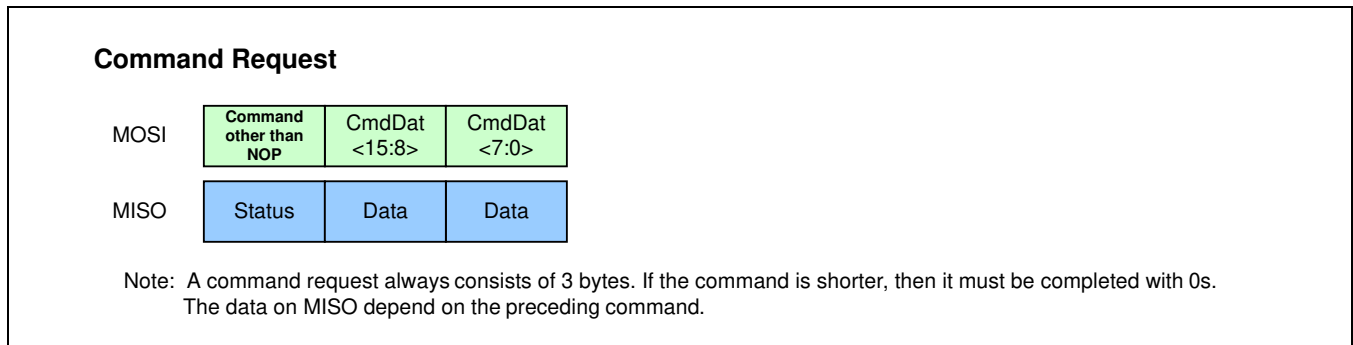 Command Request
MOSI
Command
other than
NOP
CmdDat
<15:8>
CmdDat
<7:0>
MISO
Status
Data
Data
Note: A command request always consists of 3 bytes. If the command is shorter, then it must be completed with 0s.
The data on MISO depend on the preceding command.